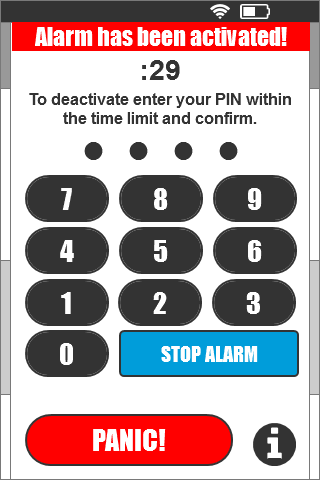 Alarm has been activated!
:29
To deactivate enter your PIN within
the time limit and confirm.
7 8 9
4 5 6
1 2 3
0 STOP ALARM
PANIC! i